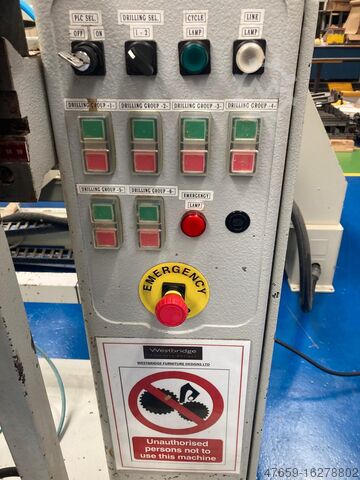 PLC SEL.
DRILLING SEL.
CYCLE
LINE
OFF ON
1 - 2
LAMP
LAMP
DRILLING GROUP -1-
DRILLING GROUP -2-
DRILLING GROUP -3-
DRILLING GROUP -4-
DRILLING GROUP -5-
DRILLING GROUP -6-
EMERGENCY
LAMP
EMERGENCY
Westbridge
WESTBRIDGE FURNITURE DESIGNS LTD
Unauthorised
persons not to
use this machine
47659-16278802